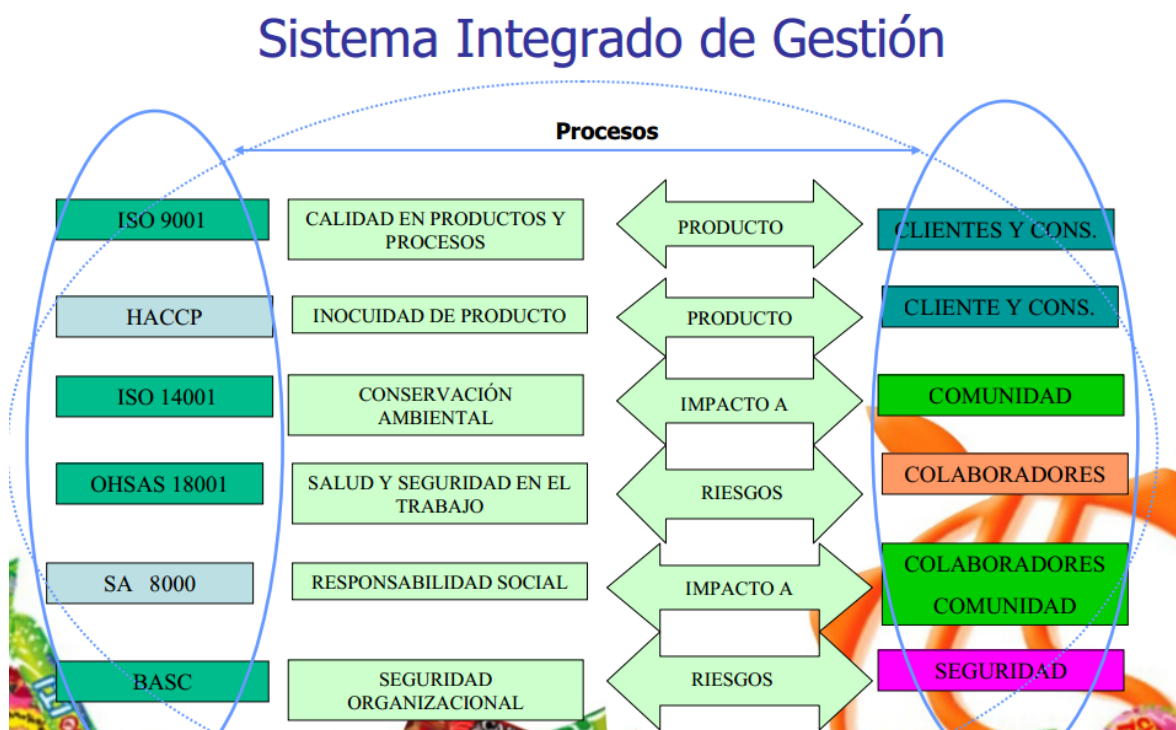 Sistema Integrado de Gestión
Procesos
ISO 9001
CALIDAD EN PRODUCTOS Y
PROCESOS
PRODUCTO
CLIENTES Y CONS.
HACCP
INOCUIDAD DE PRODUCTO
PRODUCTO
CLIENTE Y CONS.
ISO 14001
CONSERVACIÓN
AMBIENTAL
IMPACTO A
COMUNIDAD
OHSAS 18001
SALUD Y SEGURIDAD EN EL
TRABAJO
RIESGOS
COLABORADORES
SA 8000
RESPONSABILIDAD SOCIAL
IMPACTO A
COLABORADORES
COMUNIDAD
BASC
SEGURIDAD
ORGANIZACIONAL
RIESGOS
SEGURIDAD